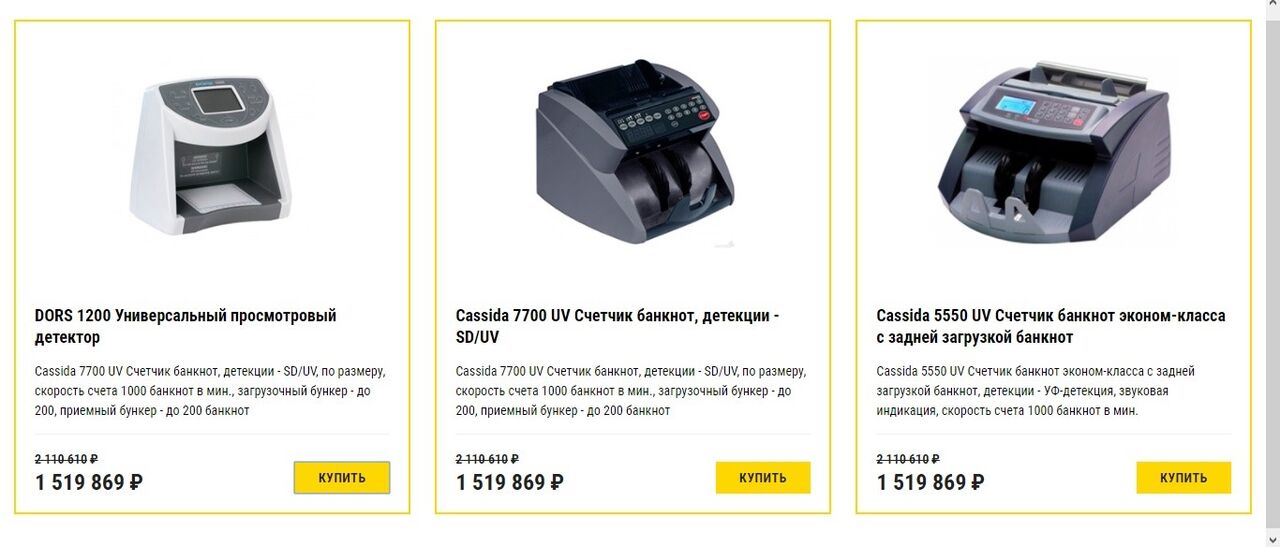 DORS 1200 Универсальный просмотровый
детектор
Cassida 7700 UV Счетчик банкнот, детекции - SD/UV, по размеру,
скорость счета 1000 банкнот в мин., загрузочный бункер - до
200, приемный бункер - до 200 банкнот
2 110 610 ₽
1 519 869 ₽
КУПИТЬ
Cassida 7700 UV Счетчик банкнот, детекции -
SD/UV
Cassida 7700 UV Счетчик банкнот, детекции - SD/UV, по размеру,
скорость счета 1000 банкнот в мин., загрузочный бункер - до
200, приемный бункер - до 200 банкнот
2 110 610 ₽
1 519 869 ₽
КУПИТЬ
Cassida 5550 UV Счетчик банкнот эконом-класса
с задней загрузкой банкнот
Cassida 5550 UV Счетчик банкнот эконом-класса с задней
загрузкой банкнот, детекции - УФ-детекция, звуковая
индикация, скорость счета 1000 банкнот в мин.
2 110 610 ₽
1 519 869 ₽
КУПИТЬ